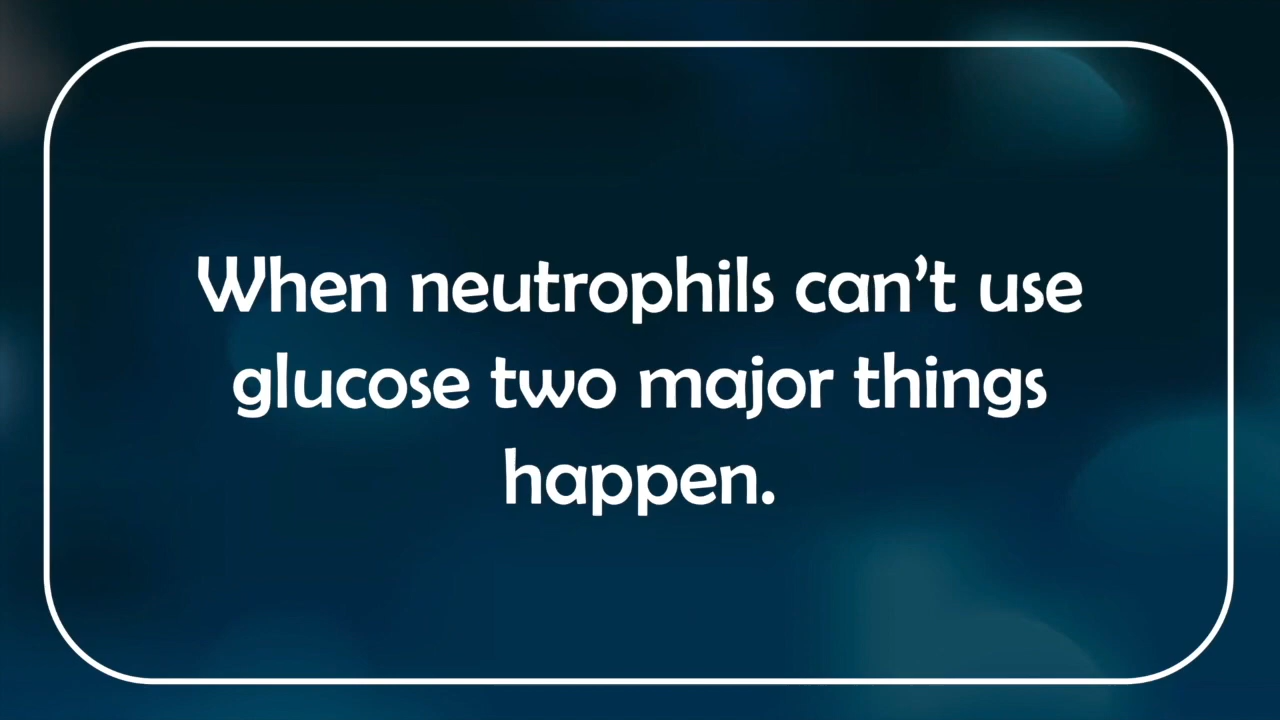 When neutrophils can’t use
glucose two major things
happen.